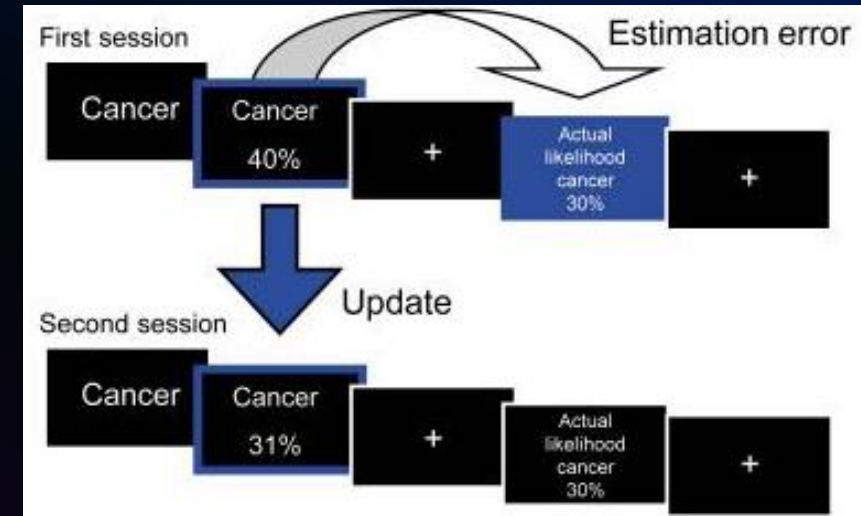 First session
Estimation error
Cancer
Cancer
40%
+
Actual
likelihood
cancer
30%
+
Update
Second session
Cancer
Cancer
31%
+
Actual
likelihood
cancer
30%
+